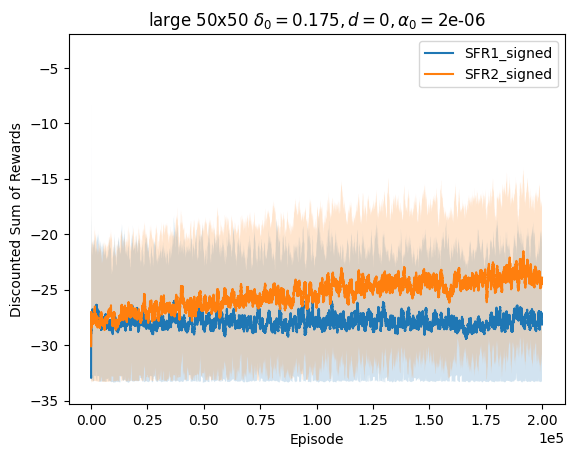 large 50x50 δ₀ = 0.175, d = 0, α₀ = 2e-06
SFR1_signed
SFR2_signed
Discounted Sum of Rewards
−5
−10
−15
−20
−25
−30
−35
0.00 0.25 0.50 0.75 1.00 1.25 1.50 1.75 2.00
1e5
Episode